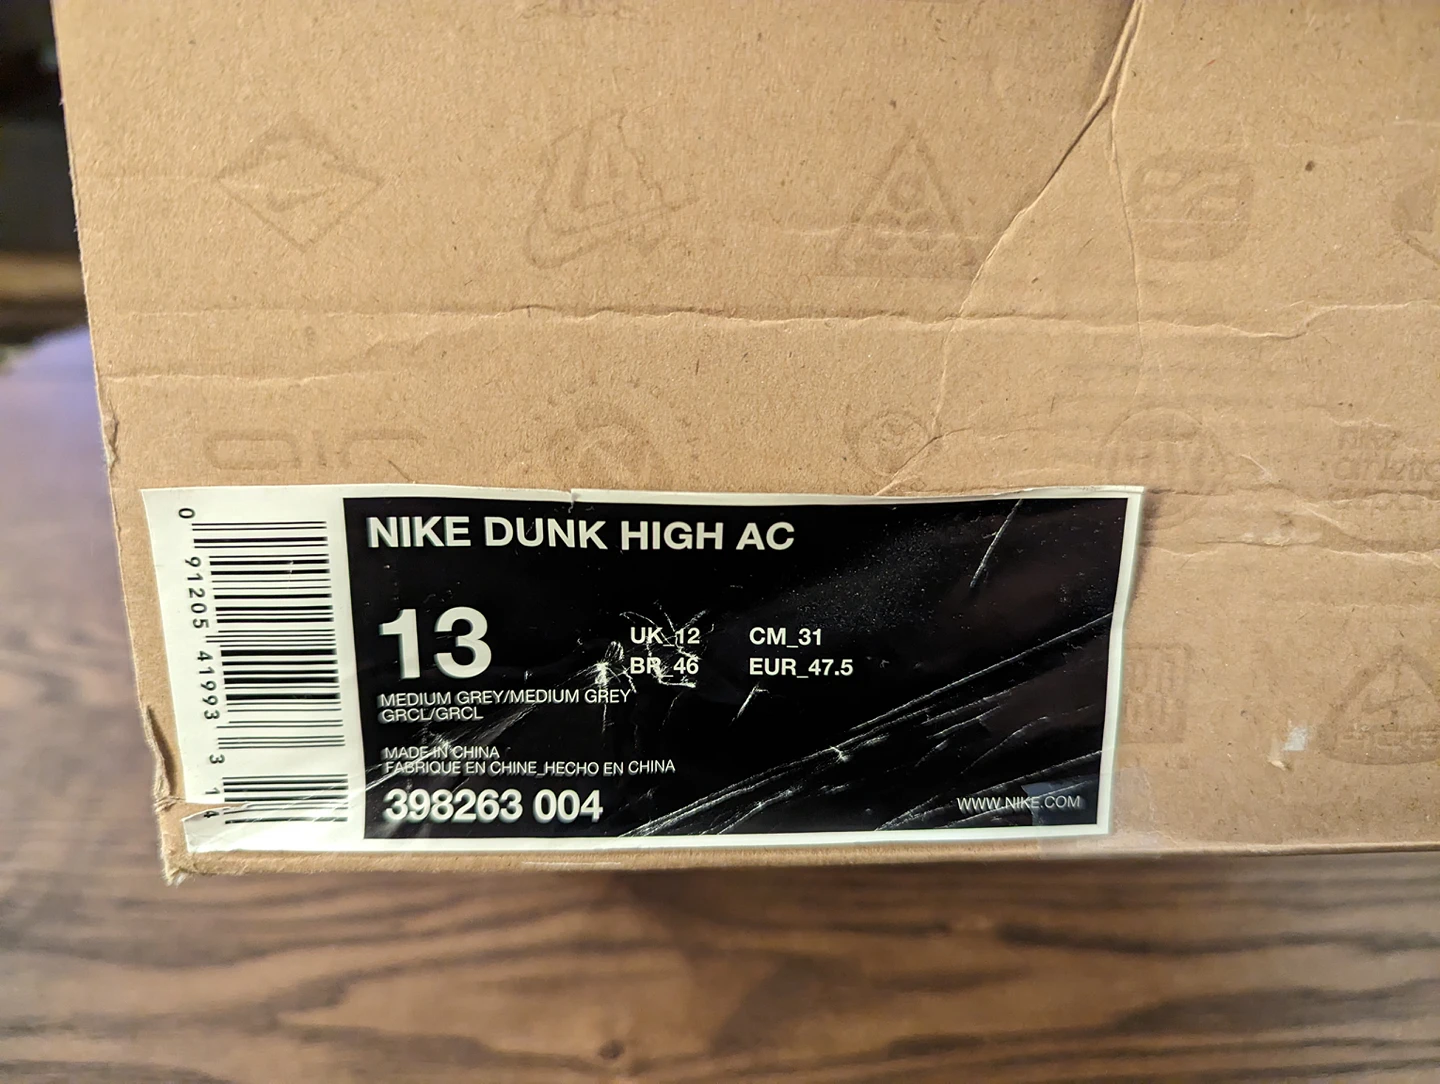 NIKE DUNK HIGH AC
13
UK_12 CM_31
BR_46 EUR_47.5
MEDIUM GREY/MEDIUM GREY
GRCL/GRCL
MADE IN CHINA
FABRIQUE EN CHINE_HECHO EN CHINA
398263 004
WWW.NIKE.COM
0 91205 41993 3 14